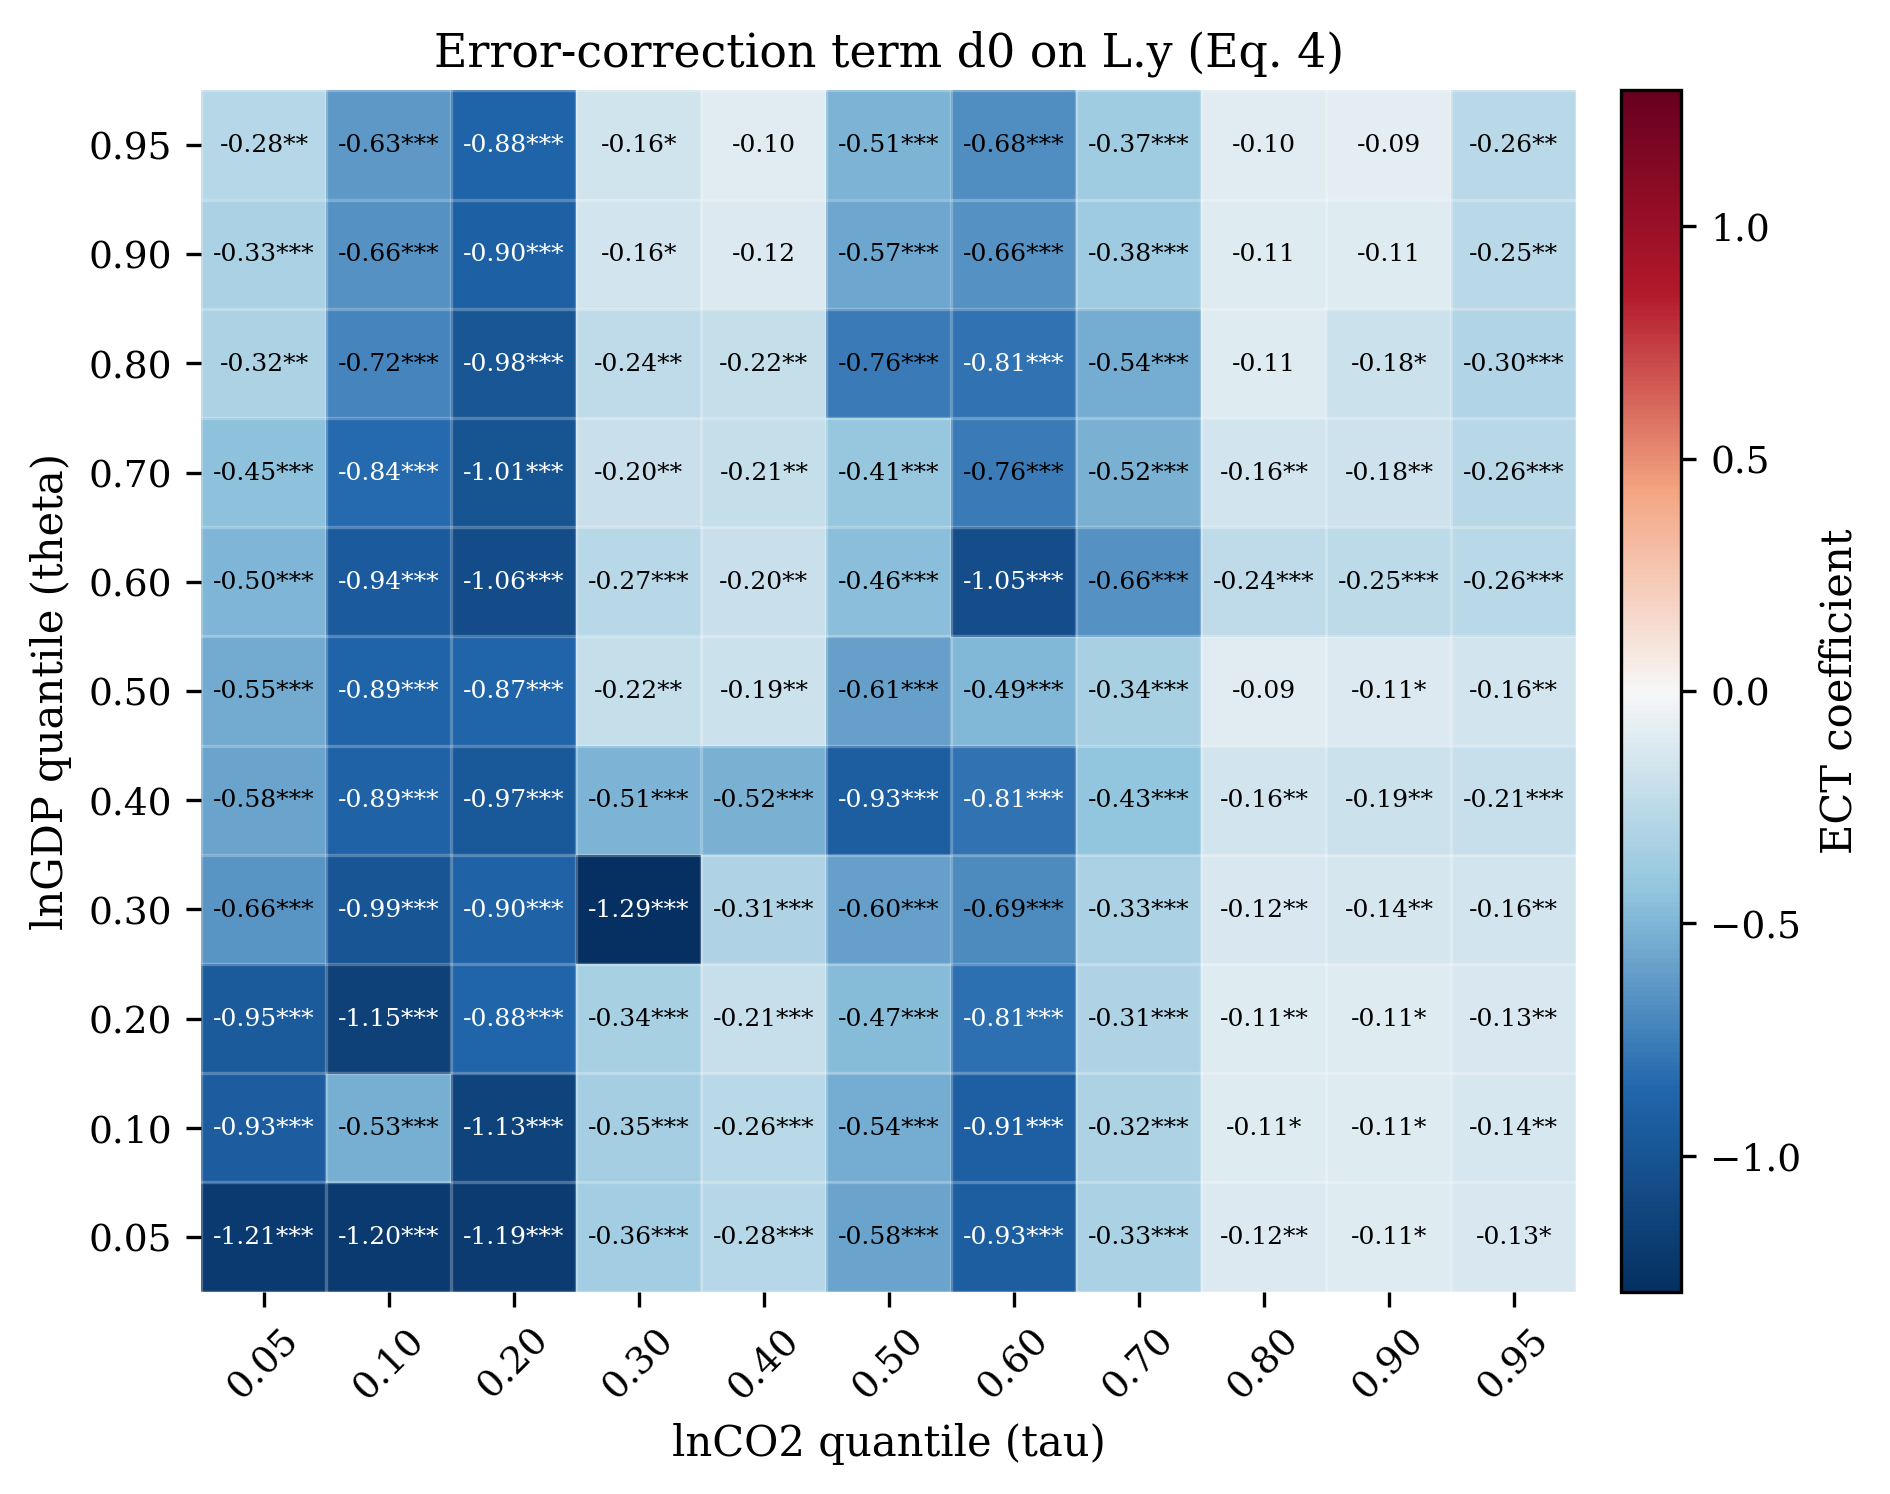 Error-correction term d0 on L.y (Eq. 4)
0.95 -0.28** -0.63*** -0.88*** -0.16* -0.10 -0.51*** -0.68*** -0.37*** -0.10 -0.09 -0.26**
0.90 -0.33*** -0.66*** -0.90*** -0.16* -0.12 -0.57*** -0.66*** -0.38*** -0.11 -0.11 -0.25**
0.80 -0.32** -0.72*** -0.98*** -0.24** -0.22** -0.76*** -0.81*** -0.54*** -0.11 -0.18* -0.30***
0.70 -0.45*** -0.84*** -1.01*** -0.20** -0.21** -0.41*** -0.76*** -0.52*** -0.16** -0.18** -0.26***
0.60 -0.50*** -0.94*** -1.06*** -0.27*** -0.20** -0.46*** -1.05*** -0.66*** -0.24*** -0.25*** -0.26***
0.50 -0.55*** -0.89*** -0.87*** -0.22** -0.19** -0.61*** -0.49*** -0.34*** -0.09 -0.11* -0.16**
0.40 -0.58*** -0.89*** -0.97*** -0.51*** -0.52*** -0.93*** -0.81*** -0.43*** -0.16** -0.19** -0.21***
0.30 -0.66*** -0.99*** -0.90*** -1.29*** -0.31*** -0.60*** -0.69*** -0.33*** -0.12** -0.14** -0.16**
0.20 -0.95*** -1.15*** -0.88*** -0.34*** -0.21*** -0.47*** -0.81*** -0.31*** -0.11** -0.11* -0.13**
0.10 -0.93*** -0.53*** -1.13*** -0.35*** -0.26*** -0.54*** -0.91*** -0.32*** -0.11* -0.11* -0.14**
0.05 -1.21*** -1.20*** -1.19*** -0.36*** -0.28*** -0.58*** -0.93*** -0.33*** -0.12** -0.11* -0.13*
0.05 0.10 0.20 0.30 0.40 0.50 0.60 0.70 0.80 0.90 0.95
lnCO2 quantile (tau)
lnGDP quantile (theta)
1.0
0.5
0.0
−0.5
−1.0
ECT coefficient